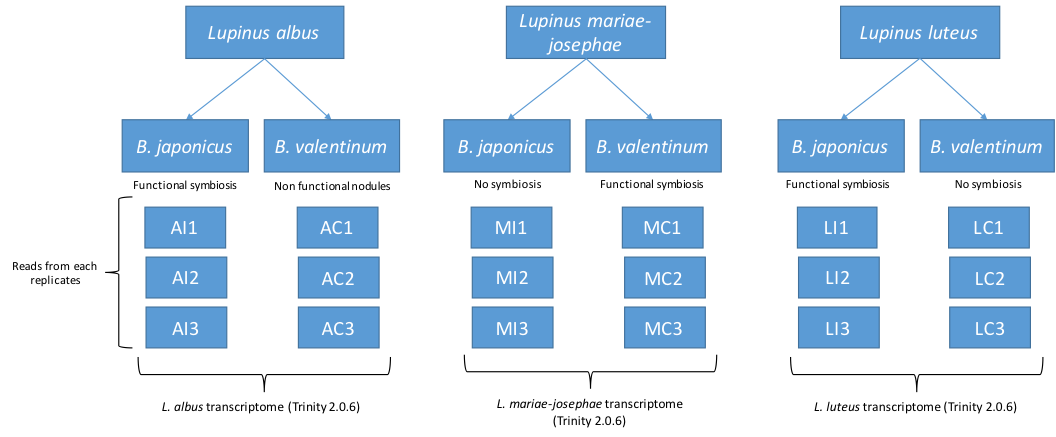 Lupinus albus
Lupinus mariae-
josephae
Lupinus luteus
B. japonicus
B. valentinum
B. japonicus
B. valentinum
B. japonicus
B. valentinum
Functional symbiosis
Non functional nodules
No symbiosis
Functional symbiosis
Functional symbiosis
No symbiosis
Reads from each
replicates
AI1
AC1
MI1
MC1
LI1
LC1
AI2
AC2
MI2
MC2
LI2
LC2
AI3
AC3
MI3
MC3
LI3
LC3
L. albus transcriptome (Trinity 2.0.6)
L. mariae-josephae transcriptome
(Trinity 2.0.6)
L. luteus transcriptome (Trinity 2.0.6)